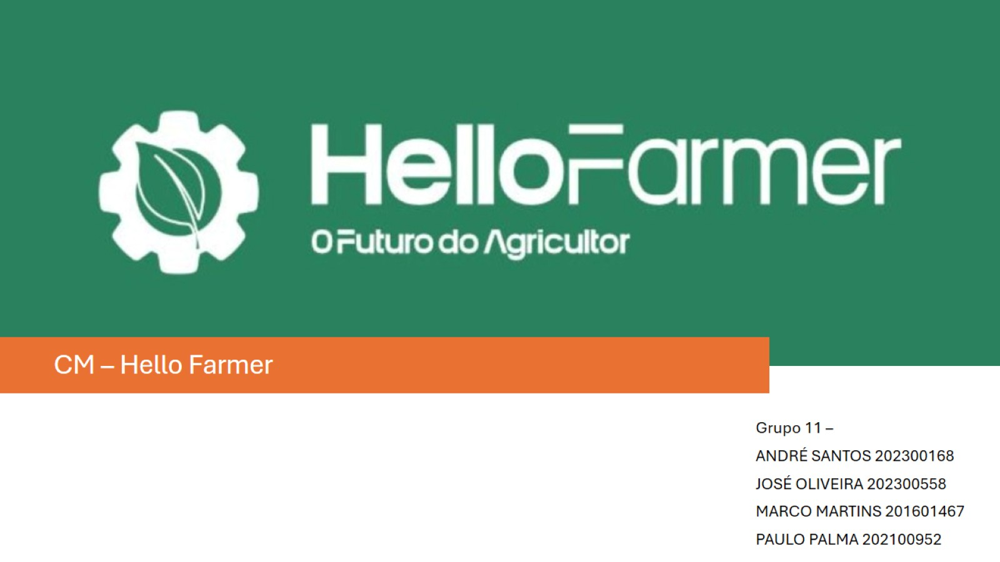 HelloFarmer
O Futuro do Agricultor
CM – Hello Farmer
Grupo 11 –
ANDRÉ SANTOS 202300168
JOSÉ OLIVEIRA 202300558
MARCO MARTINS 201601467
PAULO PALMA 202100952